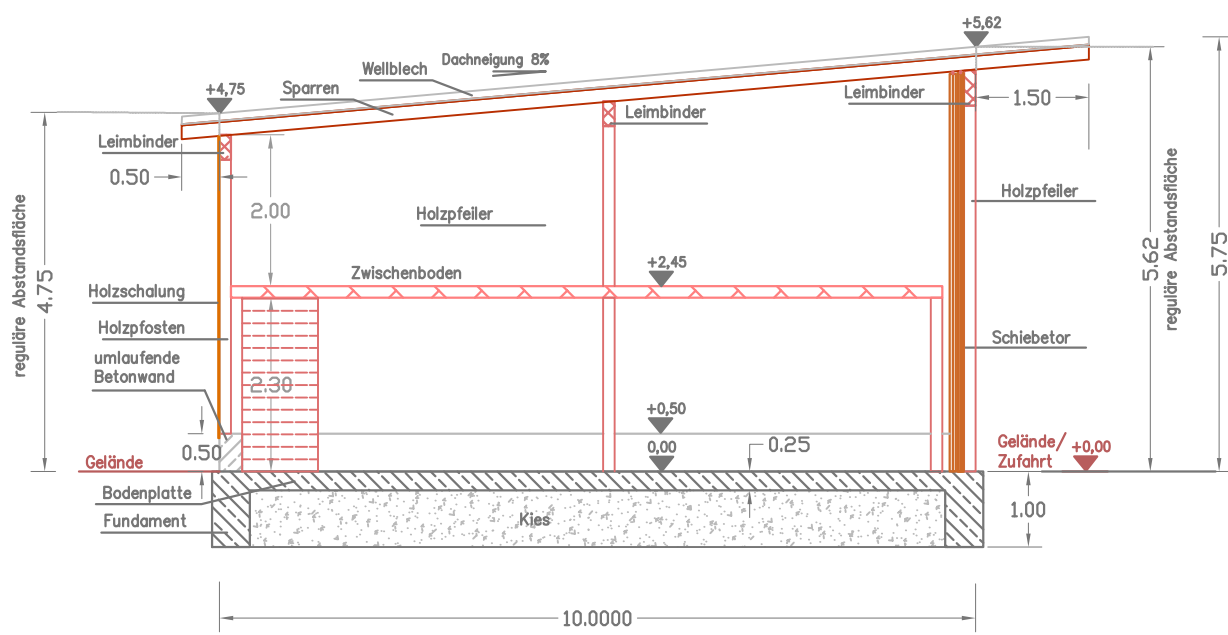 +5,62
Dachneigung 8%
Wellblech
Sparren
+4,75
Leimbinder
1.50
Leimbinder
Leimbinder
0.50
Holzpfeiler
2.00
Holzpfeiler
reguläre Abstandsfläche
4.75
5.62
reguläre Abstandsfläche
5.75
+2,45
Zwischenboden
Holzschalung
Holzpfosten
Schiebetor
umlaufende
Betonwand
2.30
+0,50
0.50
0,00
0.25
Gelände/
Zufahrt
+0,00
Gelände
Bodenplatte
1.00
Fundament
Kies
10.0000